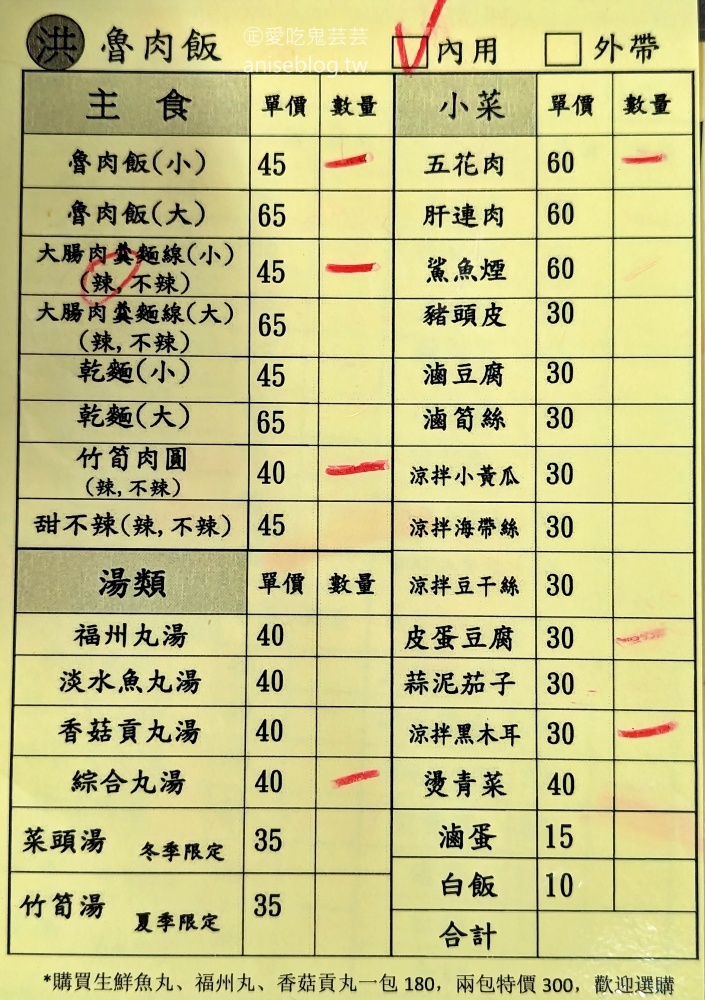 洪 魯肉飯
㊣愛吃鬼芸芸
aniseblog.tw
內用 外帶
主食 單價 數量
魯肉飯(小) 45 一
魯肉飯(大) 65
大腸肉羹麵線(小)
(辣,不辣) 45 一
大腸肉羹麵線(大)
(辣,不辣) 65
乾麵(小) 45
乾麵(大) 65
竹筍肉圓
(辣,不辣) 40 一
甜不辣(辣,不辣) 45
湯類 單價 數量
福州丸湯 40
淡水魚丸湯 40
香菇貢丸湯 40
綜合丸湯 40 一
菜頭湯 冬季限定 35
竹筍湯 夏季限定 35
小菜 單價 數量
五花肉 60 一
肝連肉 60
鯊魚煙 60
豬頭皮 30
滷豆腐 30
滷筍絲 30
涼拌小黃瓜 30
涼拌海帶絲 30
涼拌豆干絲 30
皮蛋豆腐 30 一
蒜泥茄子 30
涼拌黑木耳 30 一
燙青菜 40
滷蛋 15
白飯 10
合計
*購買生鮮魚丸、福州丸、香菇貢丸一包 180，兩包特價 300，歡迎選購